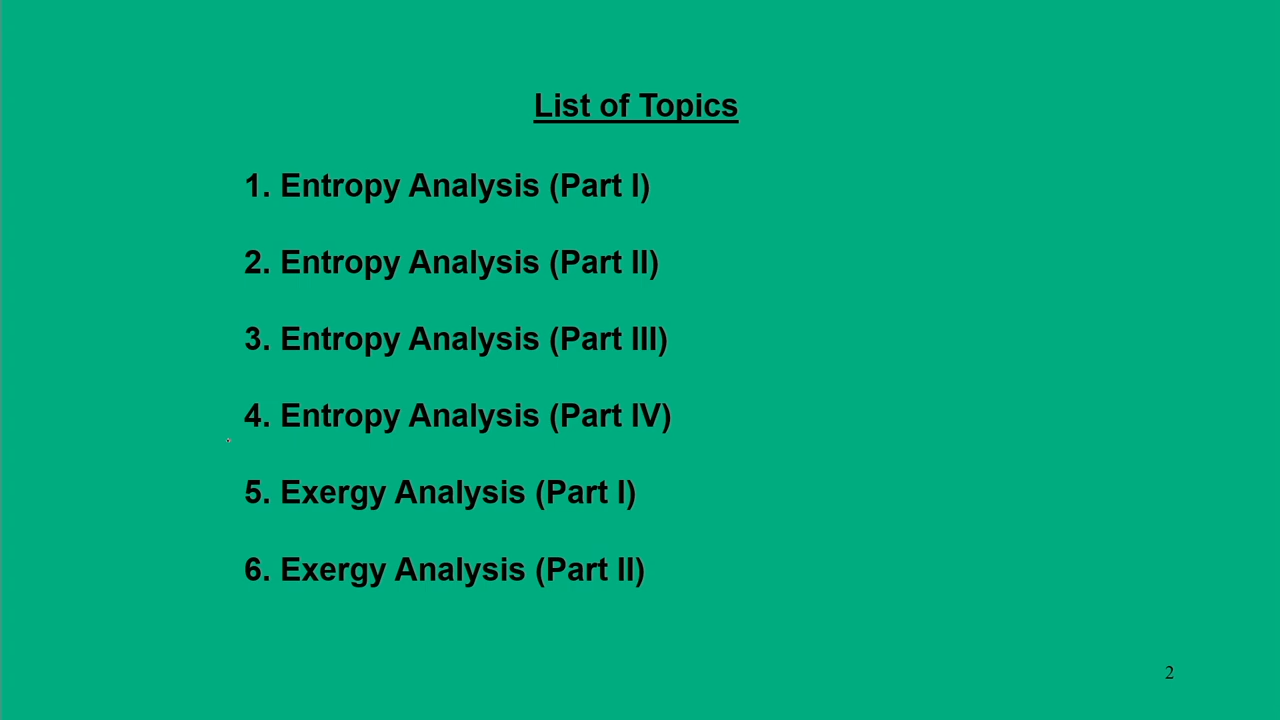 List of Topics
1. Entropy Analysis (Part I)
2. Entropy Analysis (Part II)
3. Entropy Analysis (Part III)
4. Entropy Analysis (Part IV)
5. Exergy Analysis (Part I)
6. Exergy Analysis (Part II)
2